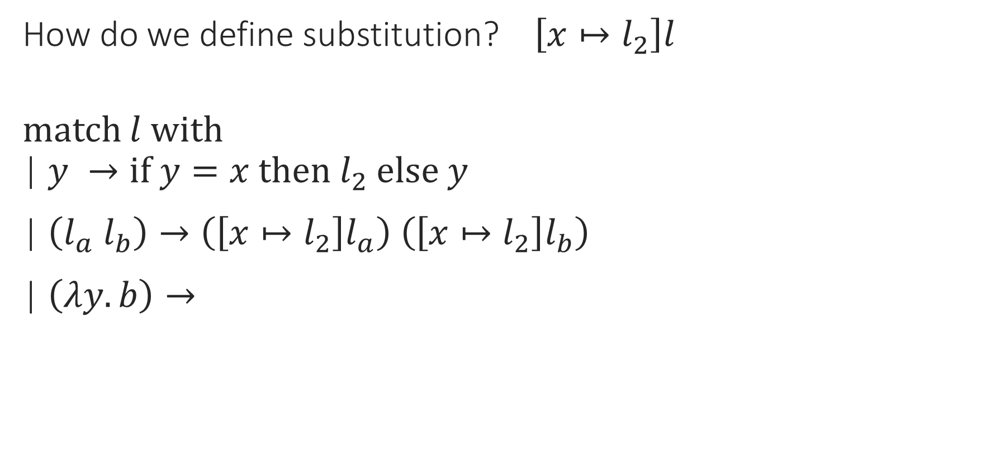 How do we define substitution? [𝑥 ↦ 𝑙₂]𝑙
match 𝑙 with
| 𝑦 → if 𝑦 = 𝑥 then 𝑙₂ else 𝑦
| (𝑙ₐ 𝑙_b) → ([𝑥 ↦ 𝑙₂]𝑙ₐ) ([𝑥 ↦ 𝑙₂]𝑙_b)
| (𝜆𝑦. 𝑏) →